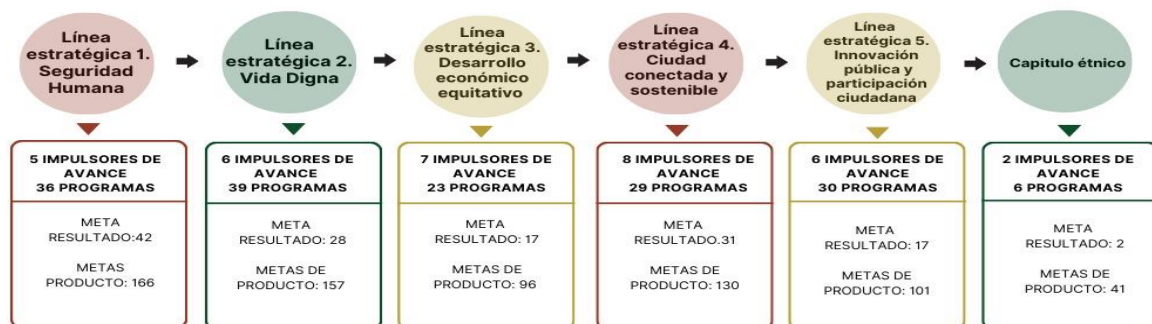 Línea
estratégica 1.
Seguridad
Humana
Línea
estratégica 2.
Vida Digna
Línea
estratégica 3.
Desarrollo
económico
equitativo
Línea
estratégica 4.
Ciudad
conectada y
sostenible
Línea
estratégica 5.
Innovación
pública y
participación
ciudadana
Capitulo étnico
5 IMPULSORES DE
AVANCE
36 PROGRAMAS
META
RESULTADO:42
METAS
PRODUCTO: 166
6 IMPULSORES DE
AVANCE
39 PROGRAMAS
META
RESULTADO: 28
METAS DE
PRODUCTO: 157
7 IMPULSORES DE
AVANCE
23 PROGRAMAS
META
RESULTADO: 17
METAS DE
PRODUCTO: 96
8 IMPULSORES DE
AVANCE
29 PROGRAMAS
META
RESULTADO.31
METAS DE
PRODUCTO: 130
6 IMPULSORES DE
AVANCE
30 PROGRAMAS
META
RESULTADO: 17
METAS DE
PRODUCTO: 101
2 IMPULSORES DE
AVANCE
6 PROGRAMAS
META
RESULTADO: 2
METAS DE
PRODUCTO: 41